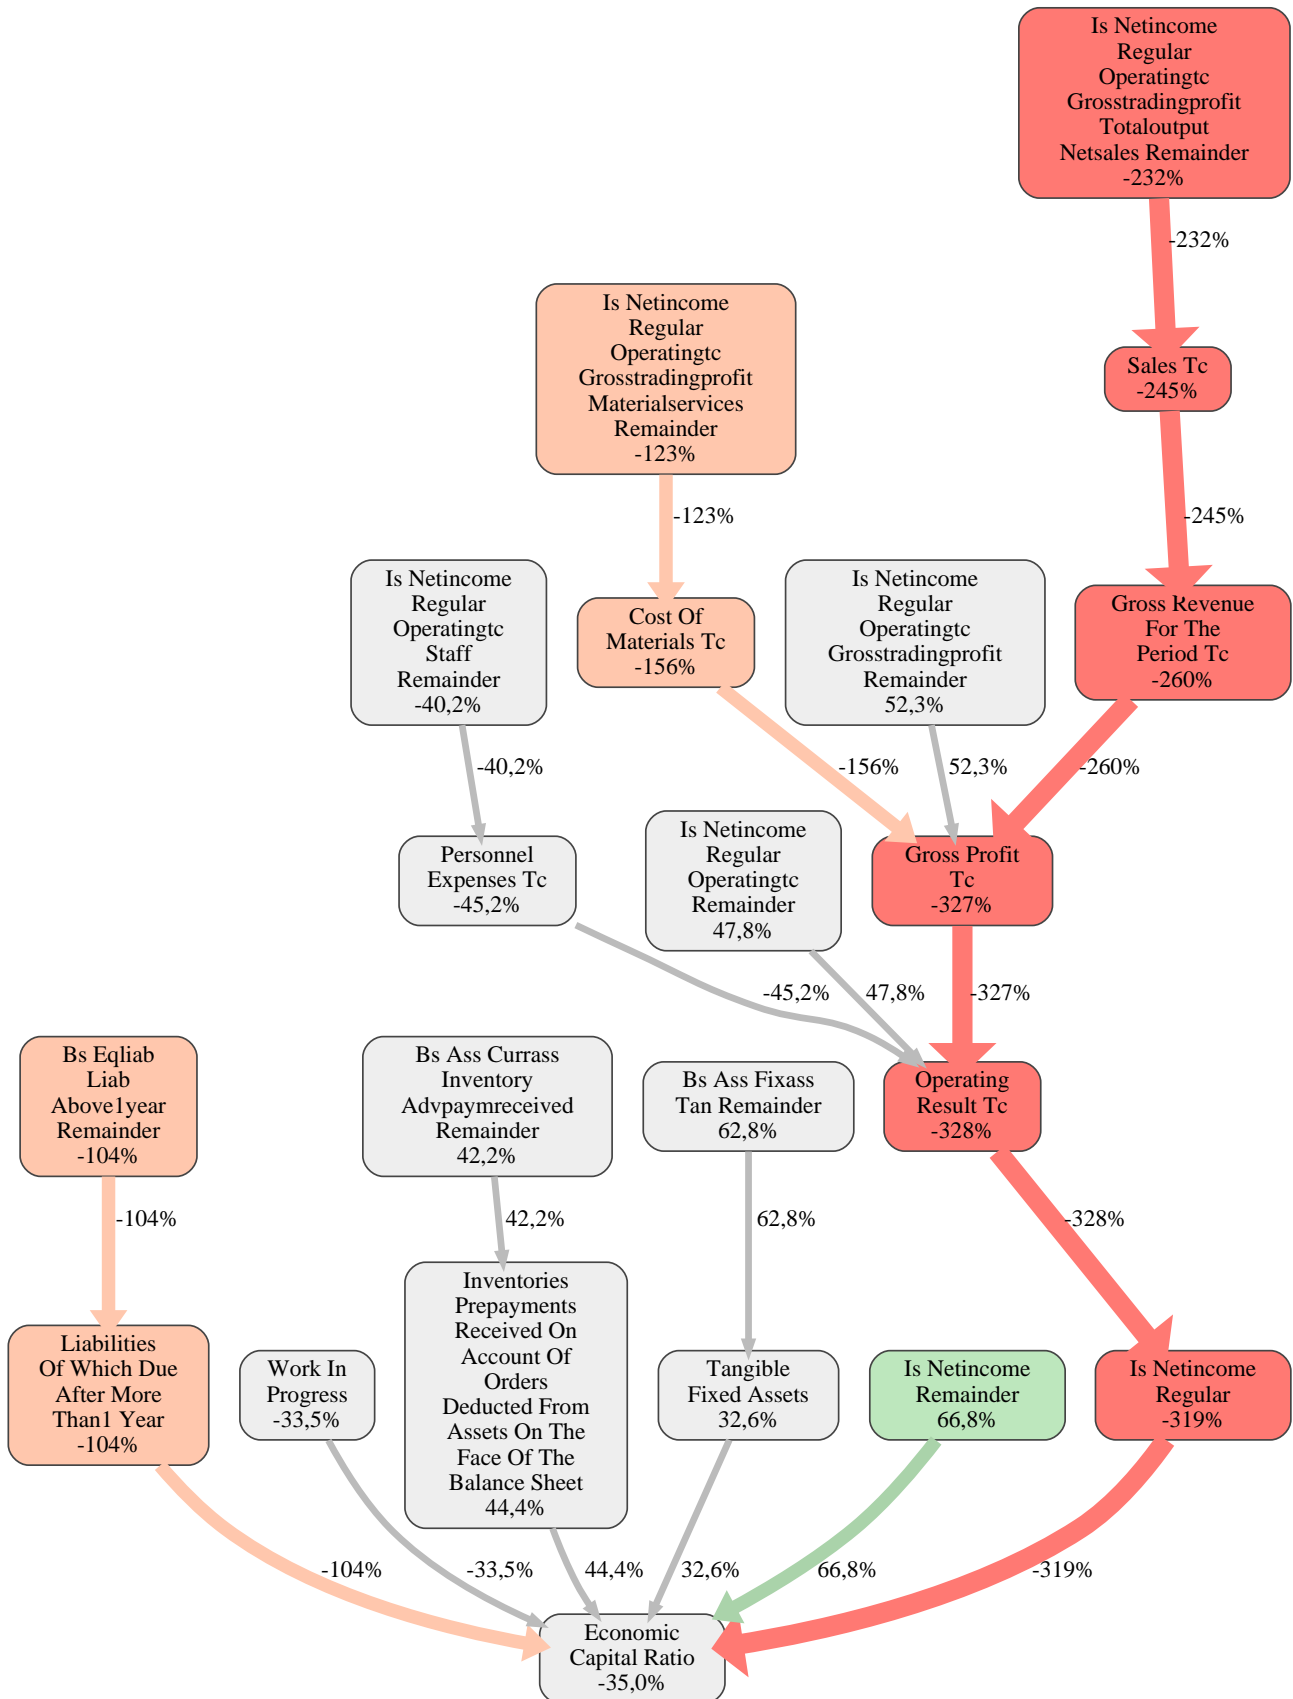 Is Netincome
Regular
Operatingtc
Grosstradingprofit
Totaloutput
Netsales Remainder
-232%
-232%
Is Netincome
Regular
Operatingtc
Grosstradingprofit
Materialservices
Remainder
-123%
Sales Tc
-245%
-123%
-245%
Is Netincome
Regular
Operatingtc
Staff
Remainder
-40,2%
Cost Of
Materials Tc
-156%
Is Netincome
Regular
Operatingtc
Grosstradingprofit
Remainder
52,3%
Gross Revenue
For The
Period Tc
-260%
-40,2%
-156%
52,3%
-260%
Personnel
Expenses Tc
-45,2%
Is Netincome
Regular
Operatingtc
Remainder
47,8%
Gross Profit
Tc
-327%
-45,2%
47,8%
-327%
Bs Eqliab
Liab
Above1year
Remainder
-104%
Bs Ass Currass
Inventory
Advpaymreceived
Remainder
42,2%
Bs Ass Fixass
Tan Remainder
62,8%
Operating
Result Tc
-328%
-104%
42,2%
62,8%
-328%
Liabilities
Of Which Due
After More
Than1 Year
-104%
Work In
Progress
-33,5%
Inventories
Prepayments
Received On
Account Of
Orders
Deducted From
Assets On The
Face Of The
Balance Sheet
44,4%
Tangible
Fixed Assets
32,6%
Is Netincome
Remainder
66,8%
Is Netincome
Regular
-319%
-104%
-33,5%
44,4%
32,6%
66,8%
-319%
Economic
Capital Ratio
-35,0%